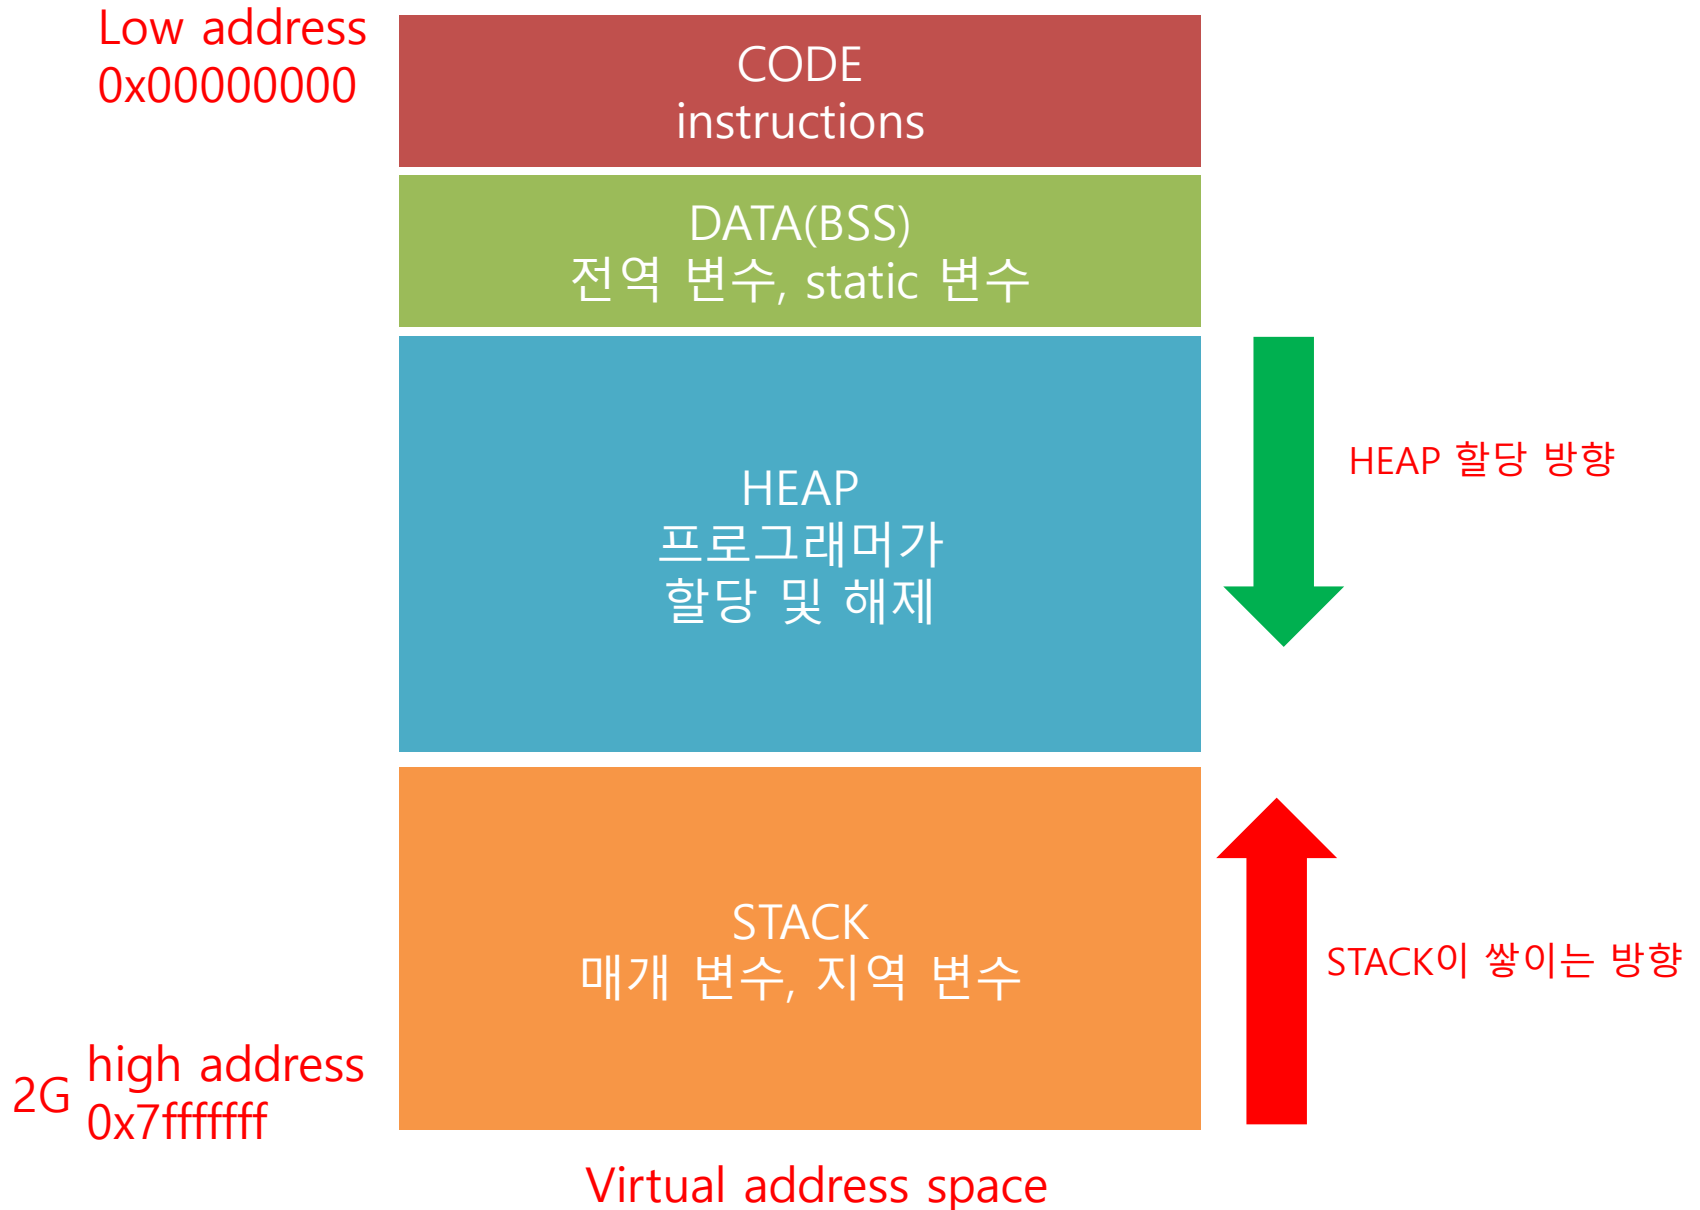 Low address
0x00000000
CODE
instructions
DATA(BSS)
전역 변수, static 변수
HEAP
프로그래머가
할당 및 해제
HEAP 할당 방향
STACK
매개 변수, 지역 변수
STACK이 쌓이는 방향
2G
high address
0x7fffffff
Virtual address space